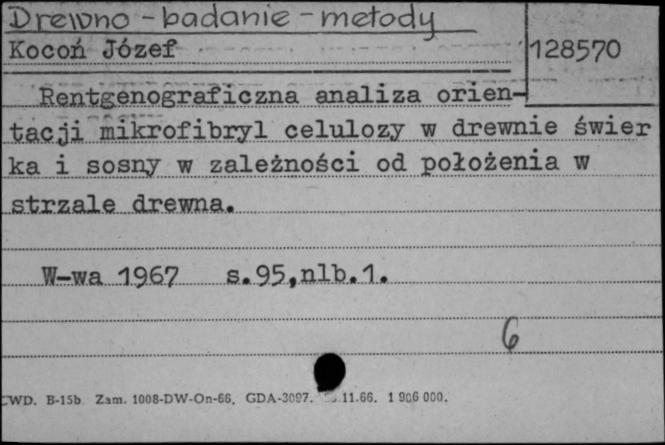 Drewno - badanie - metody
Kocoń Józef
128570
Rentgenograficzna analiza orien-
tacji mikrofibryl celulozy w drewnie świer
ka i sosny w zależności od położenia w
strzale drewna.
W-wa 1967 s.95,nlb.1.
6
CWD. B-15b. Zam. 1008-DW-On-66. GDA-3097. 11.66. 1 906 000.